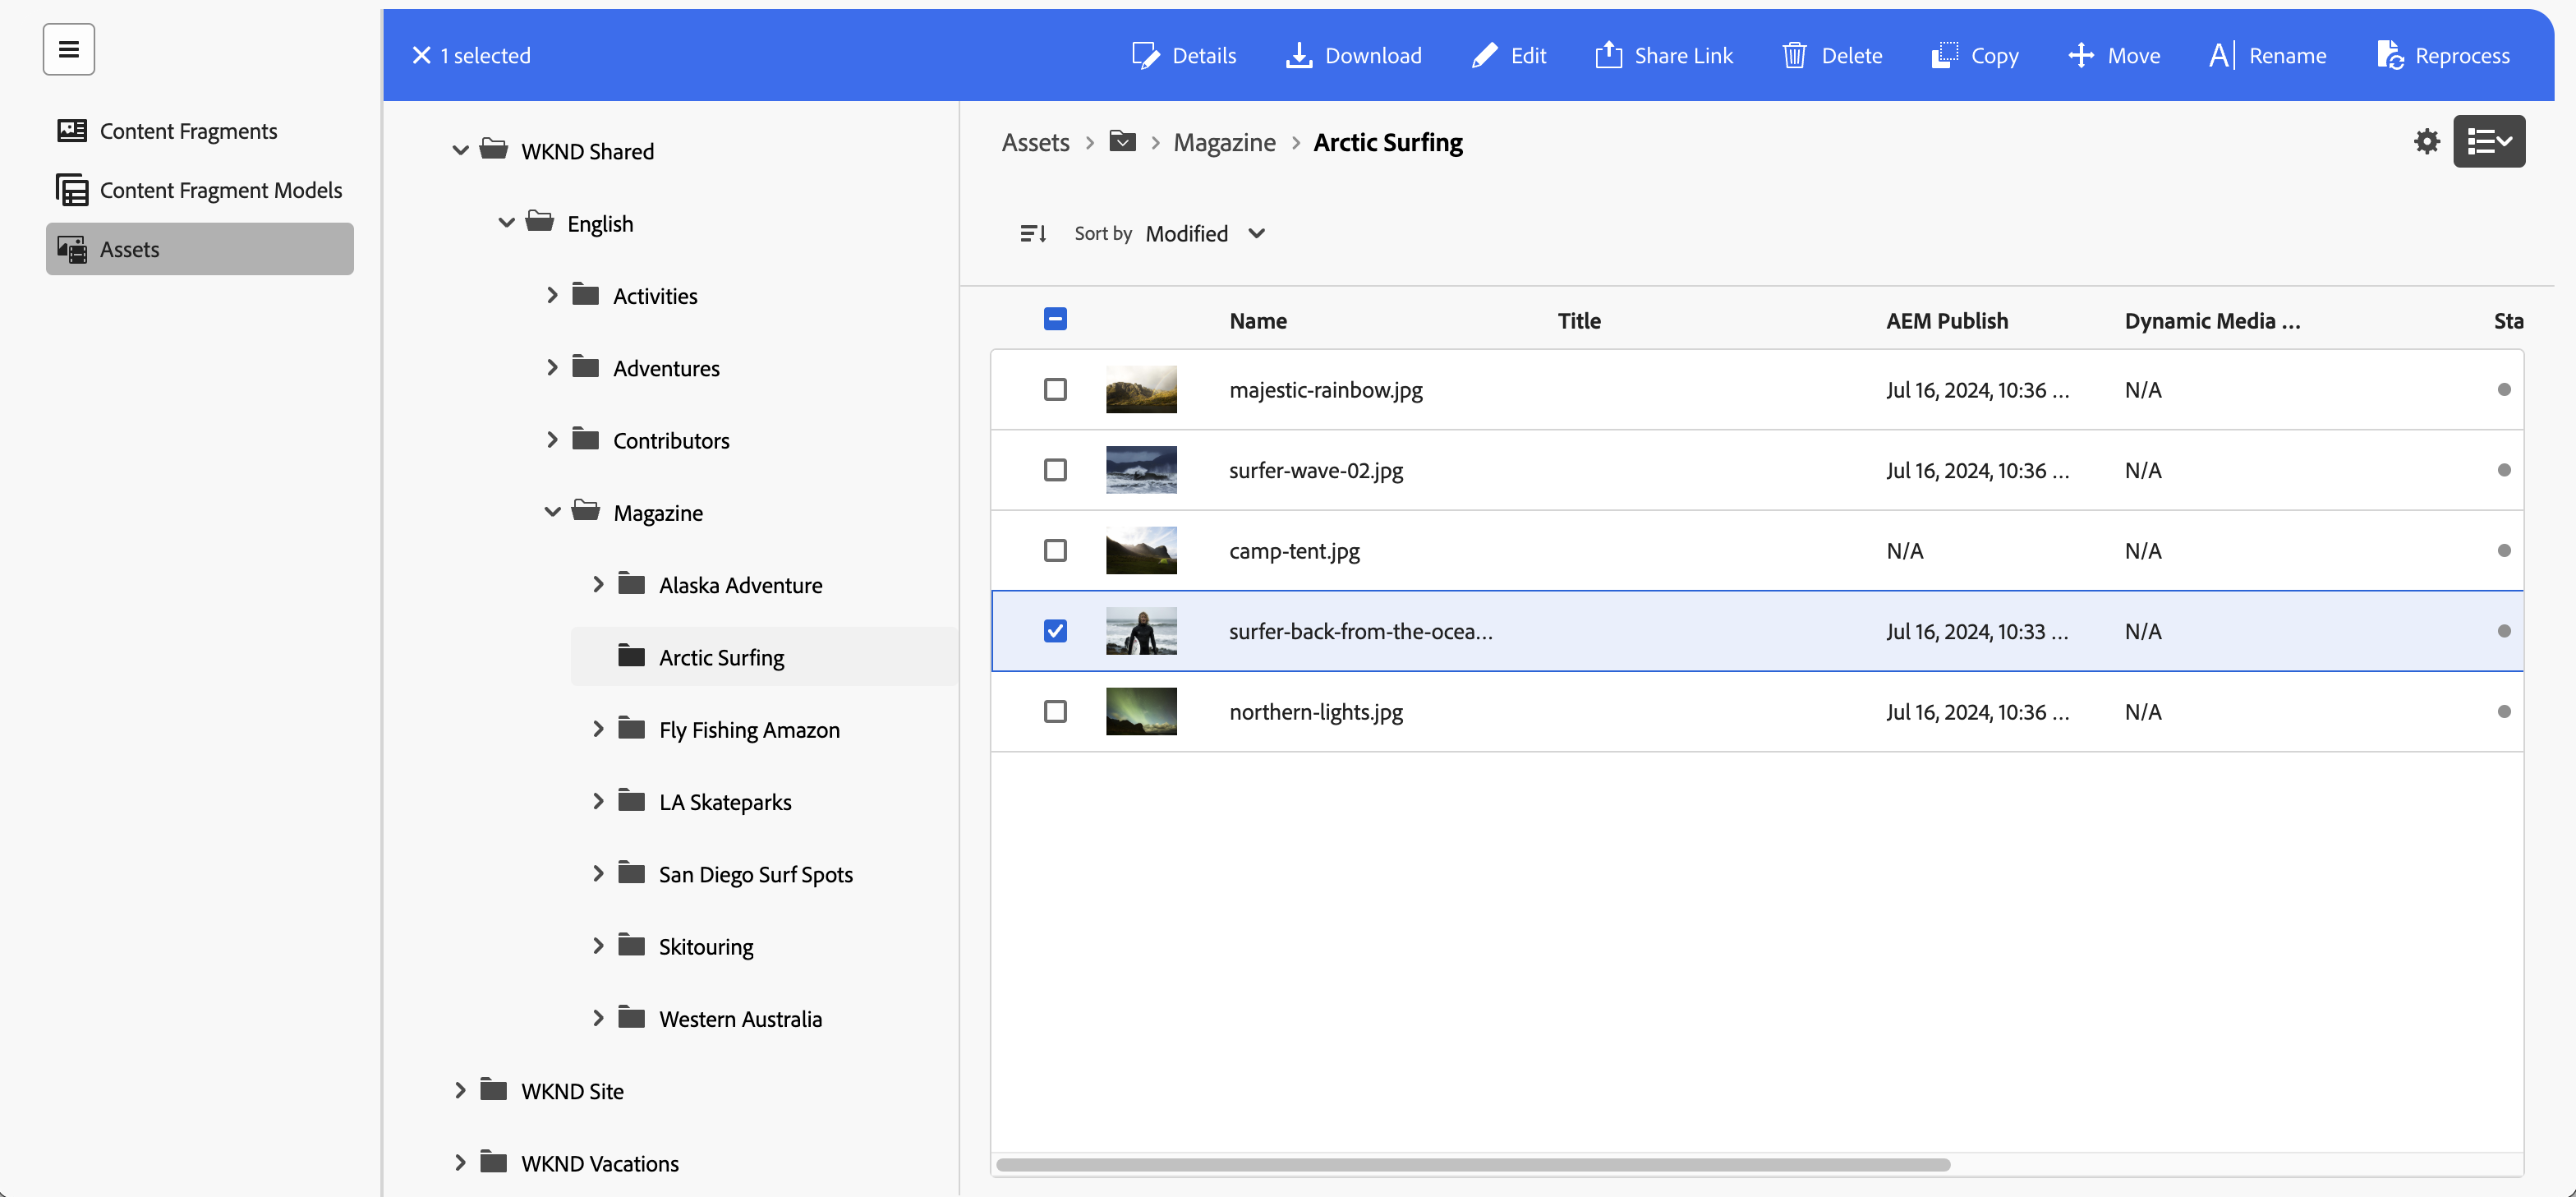 1 selected
Details
Download
Edit
Share Link
Delete
Copy
Move
Rename
Reprocess
Content Fragments
Content Fragment Models
Assets
WKND Shared
English
Activities
Adventures
Contributors
Magazine
Alaska Adventure
Arctic Surfing
Fly Fishing Amazon
LA Skateparks
San Diego Surf Spots
Skitouring
Western Australia
WKND Site
WKND Vacations
Assets > > Magazine > Arctic Surfing
Sort by Modified
Name Title AEM Publish Dynamic Media ... Sta
majestic-rainbow.jpg Jul 16, 2024, 10:36 ... N/A
surfer-wave-02.jpg Jul 16, 2024, 10:36 ... N/A
camp-tent.jpg N/A N/A
surfer-back-from-the-ocea... Jul 16, 2024, 10:33 ... N/A
northern-lights.jpg Jul 16, 2024, 10:36 ... N/A